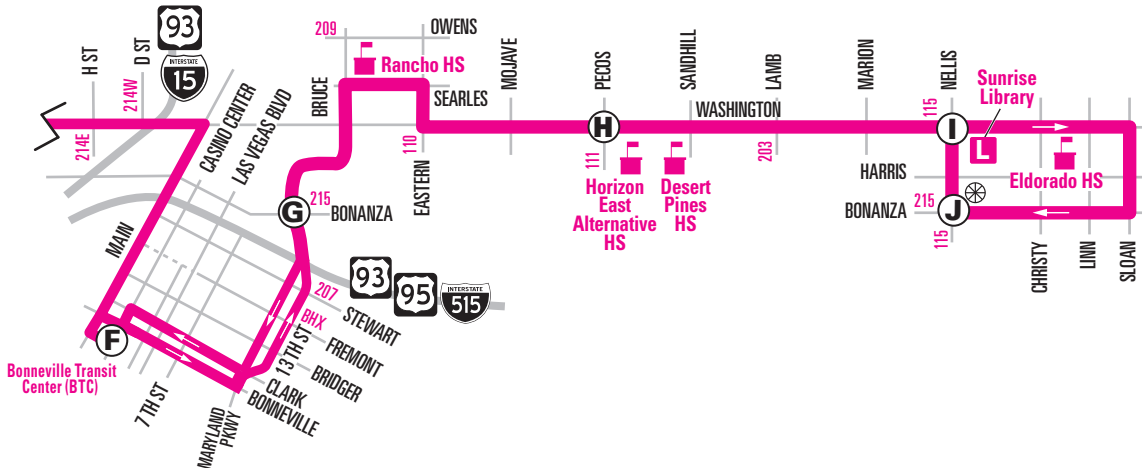 93
INTERSTATE
15
H ST
D ST
214W
214E
CASINO CENTER
LAS VEGAS BLVD
MAIN
209
OWENS
Rancho HS
BRUCE
SEARLES
110
EASTERN
MOJAVE
PECOS
H
111
SANDHILL
WASHINGTON
LAMB
203
MARION
NELLIS
115
I
Sunrise
Library
L
Horizon
East
Alternative
HS
Desert
Pines
HS
HARRIS
Eldorado HS
215
BONANZA
J
115
CHRISTY
LINN
SLOAN
G
215
BONANZA
93
95
INTERSTATE
515
207
STEWART
BHX
FREMONT
13TH ST
BRIDGER
CLARK
BONNEVILLE
F
Bonneville Transit
Center (BTC)
7TH ST
MARYLAND
PKWY